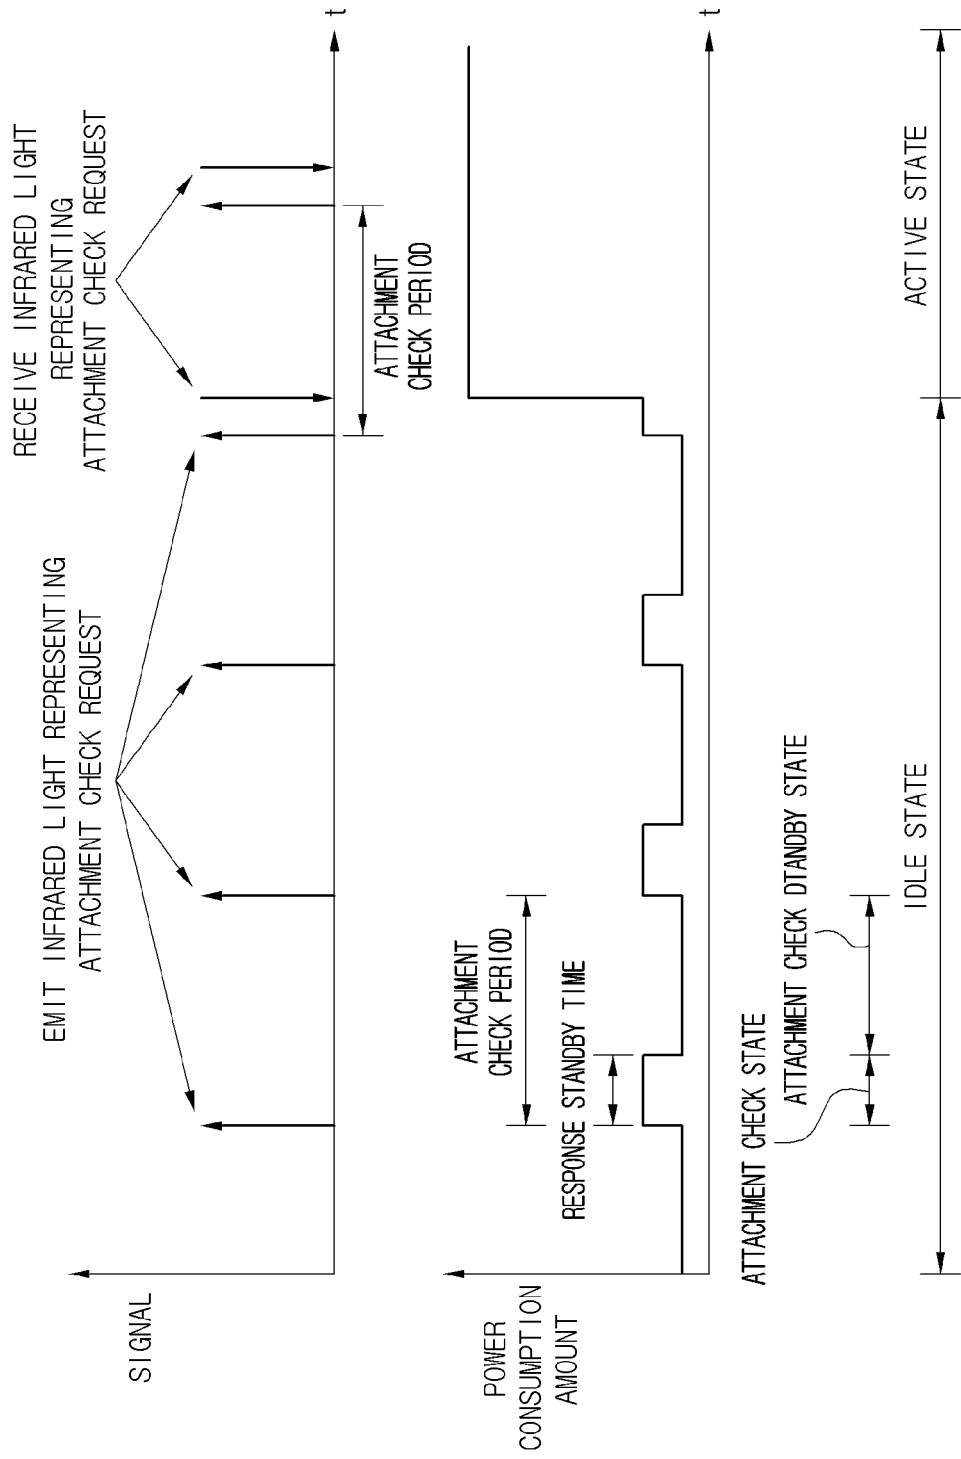 RECEIVE INFRARED LIGHT
REPRESENTING
ATTACHMENT CHECK REQUEST
EMIT INFRARED LIGHT REPRESENTING
ATTACHMENT CHECK REQUEST
SIGNAL
t
ATTACHMENT
CHECK PERIOD
POWER
CONSUMPTION
AMOUNT
t
ATTACHMENT
CHECK PERIOD
RESPONSE STANDBY TIME
ATTACHMENT CHECK STATE
ATTACHMENT CHECK DTANDBY STATE
IDLE STATE
ACTIVE STATE